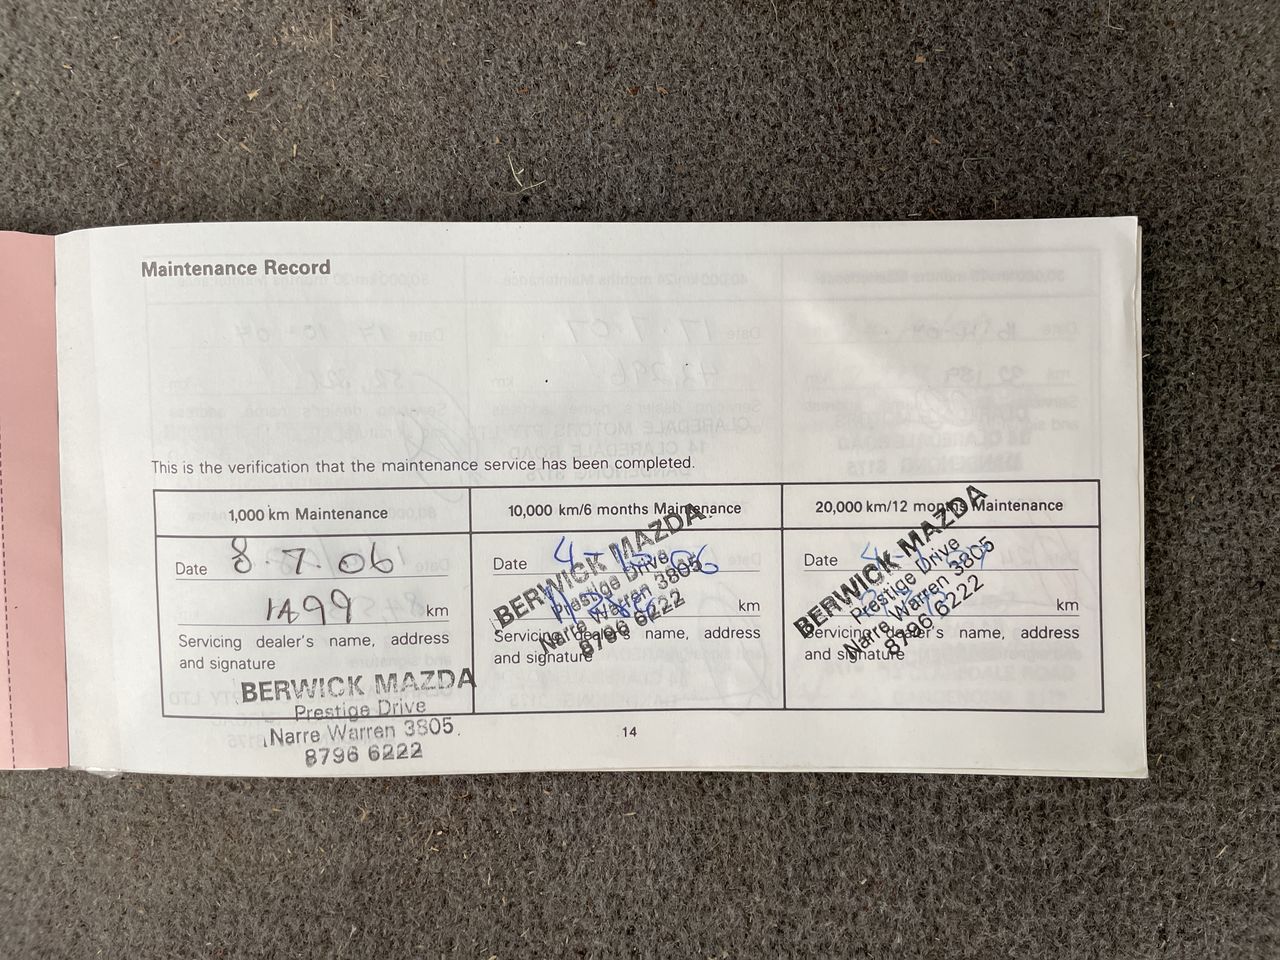 Maintenance Record
This is the verification that the maintenance service has been completed.
1,000 km Maintenance
Date 8.7.06
1A99 km
Servicing dealer's name, address
and signature
BERWICK MAZDA
Prestige Drive
Narre Warren 3805
8796 6222
10,000 km/6 months Maintenance
Date
km
Servicing dealer's name, address
and signature
BERWICK MAZDA
Prestige Drive
Narre Warren 3805
8796 6222
20,000 km/12 months Maintenance
Date
km
Servicing dealer's name, address
and signature
BERWICK MAZDA
Prestige Drive
Narre Warren 3805
8796 6222
14